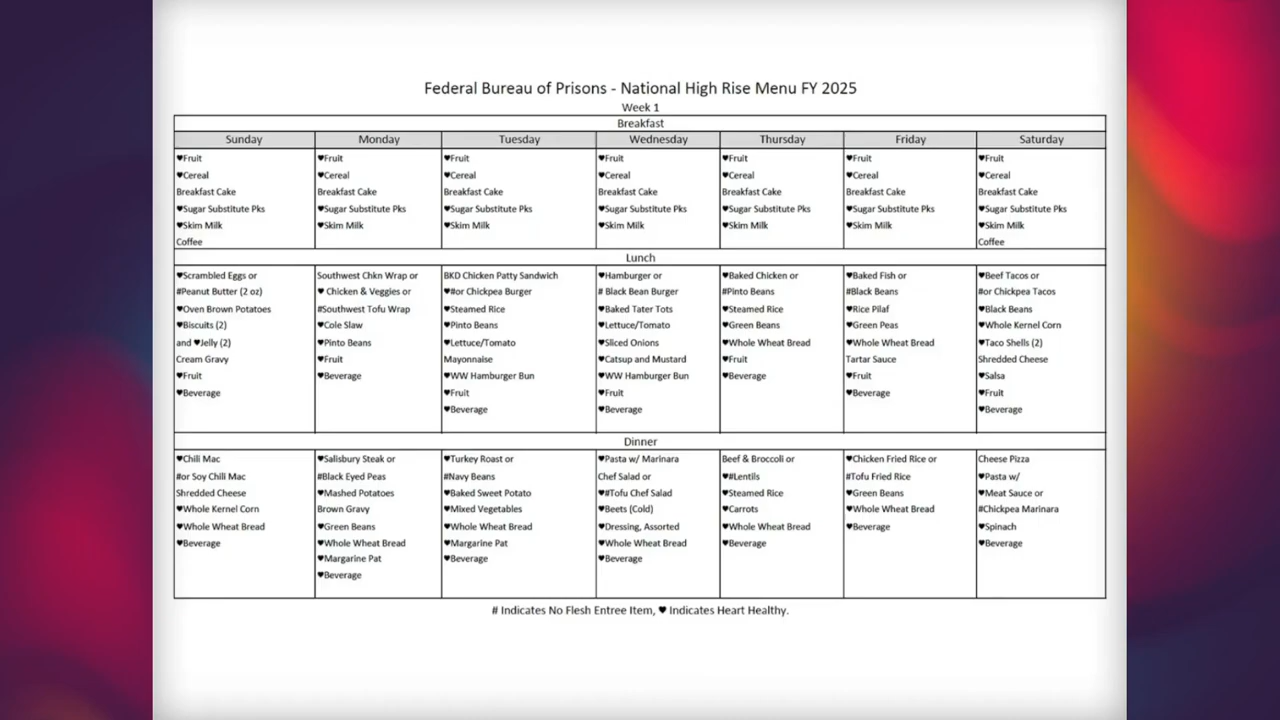 Federal Bureau of Prisons - National High Rise Menu FY 2025
Week 1
Breakfast
Sunday Monday Tuesday Wednesday Thursday Friday Saturday
♥Fruit ♥Fruit ♥Fruit ♥Fruit ♥Fruit ♥Fruit ♥Fruit
♥Cereal ♥Cereal ♥Cereal ♥Cereal ♥Cereal ♥Cereal ♥Cereal
Breakfast Cake Breakfast Cake Breakfast Cake Breakfast Cake Breakfast Cake Breakfast Cake Breakfast Cake
♥Sugar Substitute Pks ♥Sugar Substitute Pks ♥Sugar Substitute Pks ♥Sugar Substitute Pks ♥Sugar Substitute Pks ♥Sugar Substitute Pks ♥Sugar Substitute Pks
♥Skim Milk ♥Skim Milk ♥Skim Milk ♥Skim Milk ♥Skim Milk ♥Skim Milk ♥Skim Milk
Coffee Coffee
Lunch
♥Scrambled Eggs or Southwest Chkn Wrap or BKD Chicken Patty Sandwich ♥Hamburger or ♥Baked Chicken or ♥Baked Fish or ♥Beef Tacos or
#Peanut Butter (2 oz) ♥ Chicken & Veggies or ♥#or Chickpea Burger # Black Bean Burger #Pinto Beans #Black Beans #or Chickpea Tacos
♥Oven Brown Potatoes #Southwest Tofu Wrap ♥Steamed Rice ♥Baked Tater Tots ♥Steamed Rice ♥Rice Pilaf ♥Black Beans
♥Biscuits (2) ♥Cole Slaw Pinto Beans ♥Lettuce/Tomato ♥Green Beans ♥Green Peas ♥Whole Kernel Corn
and ♥Jelly (2) ♥Pinto Beans ♥Lettuce/Tomato ♥Sliced Onions ♥Whole Wheat Bread ♥Whole Wheat Bread ♥Taco Shells (2)
Cream Gravy ♥Fruit Mayonnaise ♥Catsup and Mustard ♥Fruit Tartar Sauce Shredded Cheese
♥Fruit ♥Beverage ♥WW Hamburger Bun ♥WW Hamburger Bun ♥Beverage ♥Fruit ♥Salsa
♥Beverage ♥Fruit ♥Fruit ♥Beverage ♥Fruit
♥Beverage ♥Beverage ♥Beverage
Dinner
♥Chili Mac ♥Salisbury Steak or ♥Turkey Roast or ♥Pasta w/ Marinara Beef & Broccoli or ♥Chicken Fried Rice or Cheese Pizza
#or Soy Chili Mac #Black Eyed Peas #Navy Beans Chef Salad or ♥#Lentils #Tofu Fried Rice ♥Pasta w/
Shredded Cheese ♥Mashed Potatoes ♥Baked Sweet Potato ♥#Tofu Chef Salad ♥Steamed Rice ♥Green Beans ♥Meat Sauce or
♥Whole Kernel Corn Brown Gravy ♥Mixed Vegetables ♥Beets (Cold) ♥Carrots ♥Whole Wheat Bread #Chickpea Marinara
♥Whole Wheat Bread ♥Green Beans ♥Whole Wheat Bread ♥Dressing, Assorted ♥Whole Wheat Bread ♥Beverage ♥Spinach
♥Beverage ♥Whole Wheat Bread ♥Margarine Pat ♥Whole Wheat Bread ♥Beverage ♥Beverage
♥Margarine Pat ♥Beverage ♥Beverage
♥Beverage
# Indicates No Flesh Entree Item, ♥ Indicates Heart Healthy.